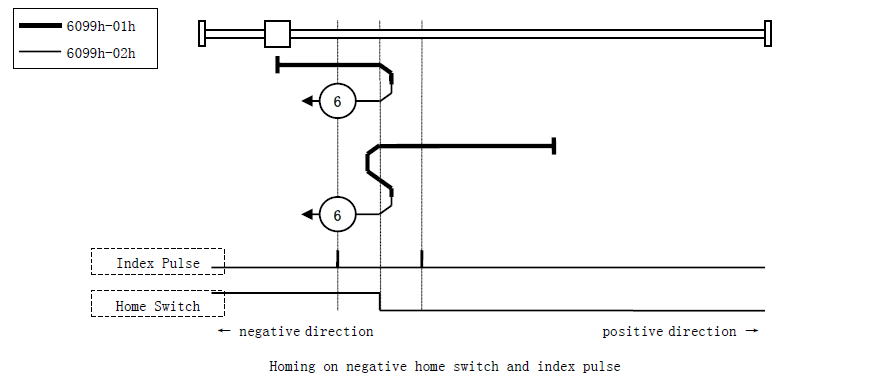 6099h-01h
6099h-02h
6
6
Index Pulse
Home Switch
← negative direction
positive direction →
Homing on negative home switch and index pulse